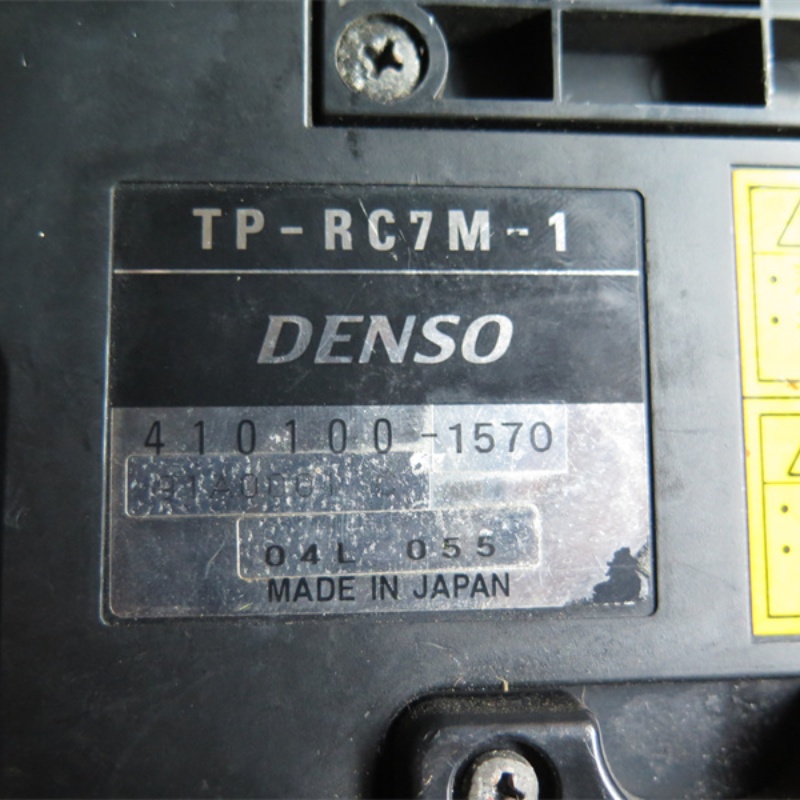 TP-RC7M-1
DENSO
410100-1570
04L 055
MADE IN JAPAN